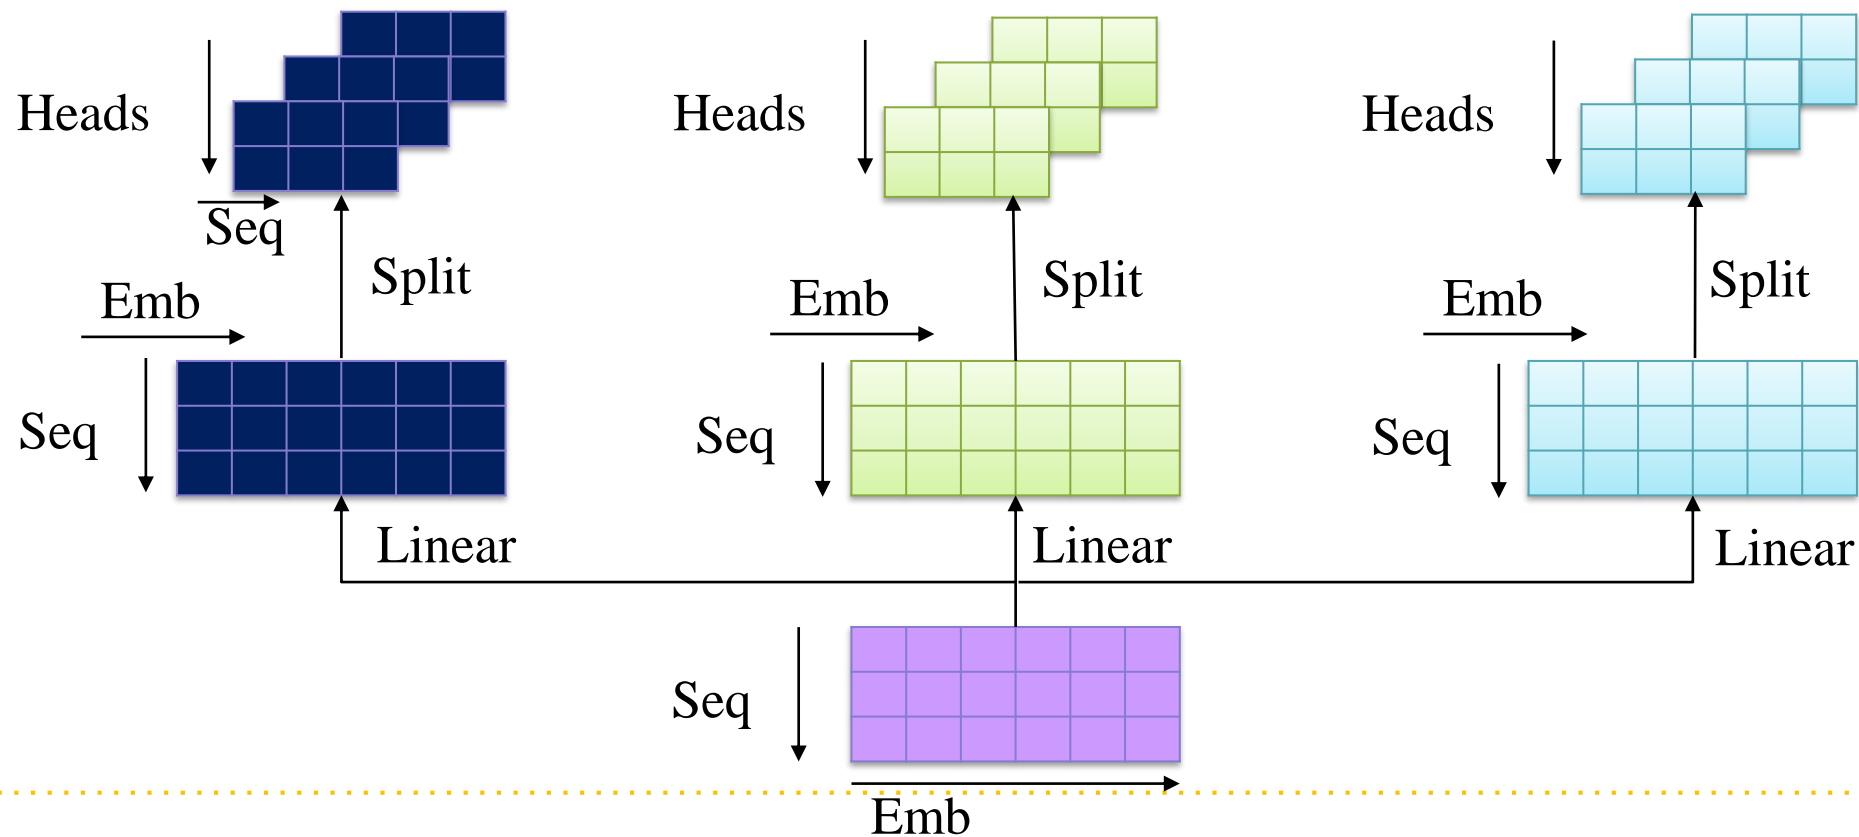 Heads
Heads
Heads
Seq
Split
Split
Split
Emb
Emb
Emb
Seq
Seq
Seq
Linear
Linear
Linear
Seq
Emb